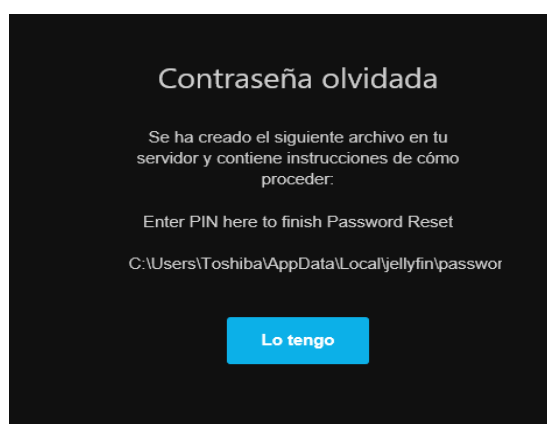 Contraseña olvidada
Se ha creado el siguiente archivo en tu
servidor y contiene instrucciones de cómo
proceder:
Enter PIN here to finish Password Reset
C:\Users\Toshiba\AppData\Local\jellyfin\passwor
Lo tengo